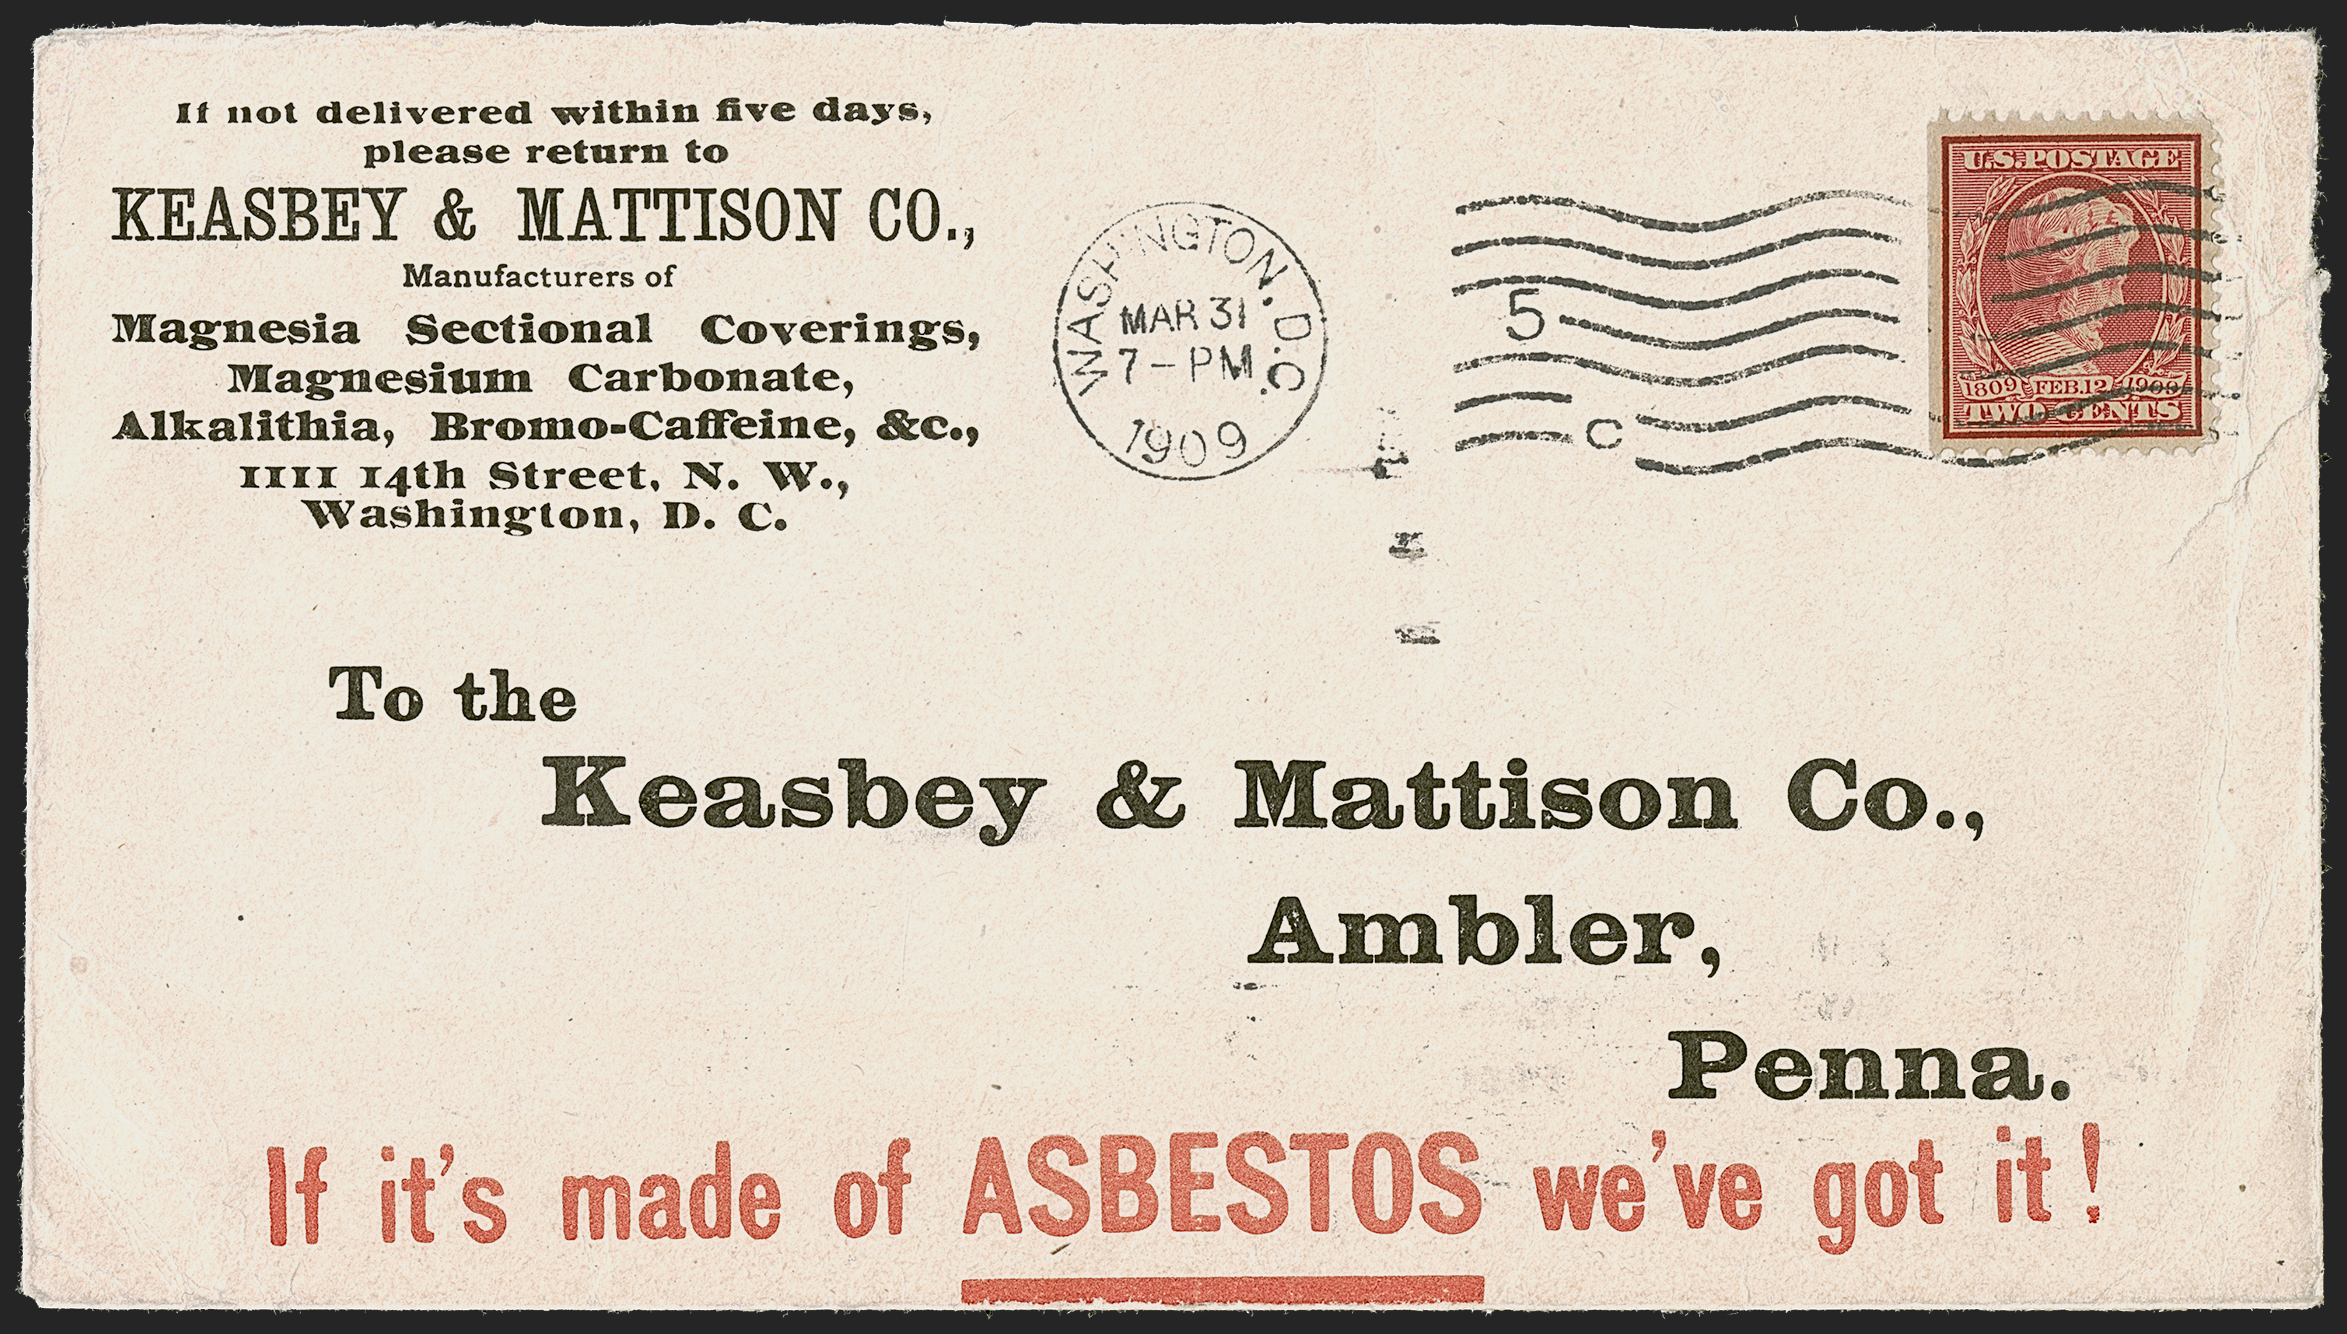 If not delivered within five days,
please return to
KEASBEY & MATTISON CO.,
Manufacturers of
Magnesia Sectional Coverings,
Magnesium Carbonate,
Alkalithia, Bromo-Caffeine, &c.,
1111 14th Street, N. W.,
Washington, D. C.
WASHINGTON, D.C.
MAR 31
7-PM
1909
5
C
U.S. POSTAGE
1809 FEB.12 1909
TWO CENTS
To the
Keasbey & Mattison Co.,
Ambler,
Penna.
If it's made of ASBESTOS we've got it!